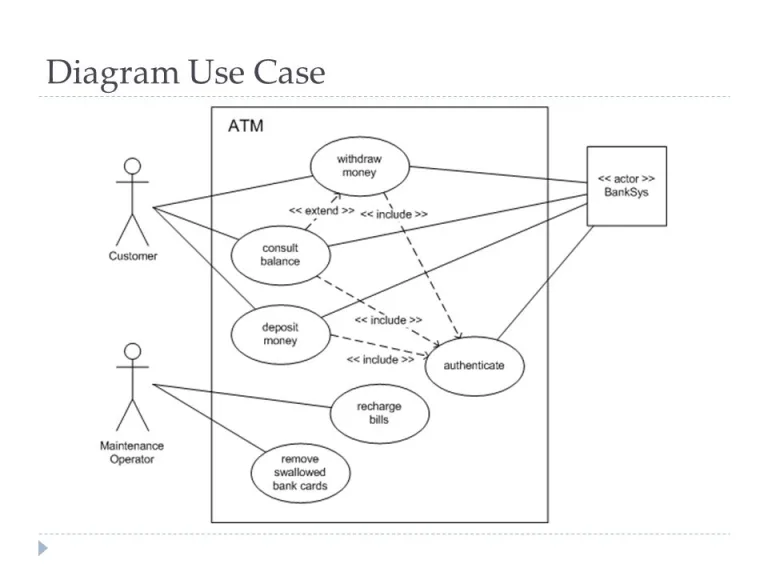 Diagram Use Case
ATM
withdraw
money
<< actor >>
BankSys
<< extend >>
<< include >>
Customer
consult
balance
deposit
money
<< include >>
<< include >>
authenticate
recharge
bills
Maintenance
Operator
remove
swallowed
bank cards